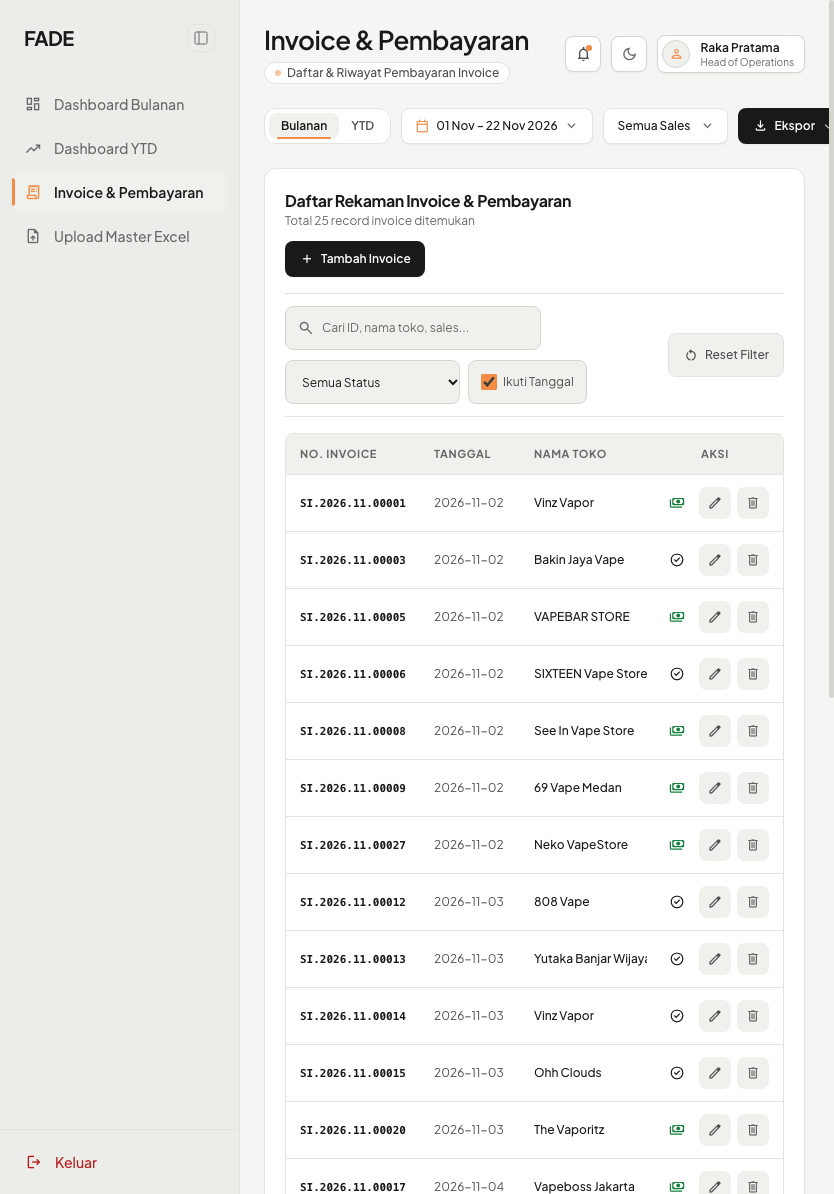 FADE
Dashboard Bulanan
Dashboard YTD
Invoice & Pembayaran
Upload Master Excel
Keluar
Invoice & Pembayaran
Daftar & Riwayat Pembayaran Invoice
Raka Pratama
Head of Operations
Bulanan YTD 01 Nov – 22 Nov 2026 Semua Sales Ekspor
Daftar Rekaman Invoice & Pembayaran
Total 25 record invoice ditemukan
+ Tambah Invoice
Cari ID, nama toko, sales...
Reset Filter
Semua Status Ikuti Tanggal
NO. INVOICE TANGGAL NAMA TOKO AKSI
SI.2026.11.00001 2026-11-02 Vinz Vapor
SI.2026.11.00003 2026-11-02 Bakin Jaya Vape
SI.2026.11.00005 2026-11-02 VAPEBAR STORE
SI.2026.11.00006 2026-11-02 SIXTEEN Vape Store
SI.2026.11.00008 2026-11-02 See In Vape Store
SI.2026.11.00009 2026-11-02 69 Vape Medan
SI.2026.11.00027 2026-11-02 Neko VapeStore
SI.2026.11.00012 2026-11-03 808 Vape
SI.2026.11.00013 2026-11-03 Yutaka Banjar Wijaya
SI.2026.11.00014 2026-11-03 Vinz Vapor
SI.2026.11.00015 2026-11-03 Ohh Clouds
SI.2026.11.00020 2026-11-03 The Vaporitz
SI.2026.11.00017 2026-11-04 Vapeboss Jakarta